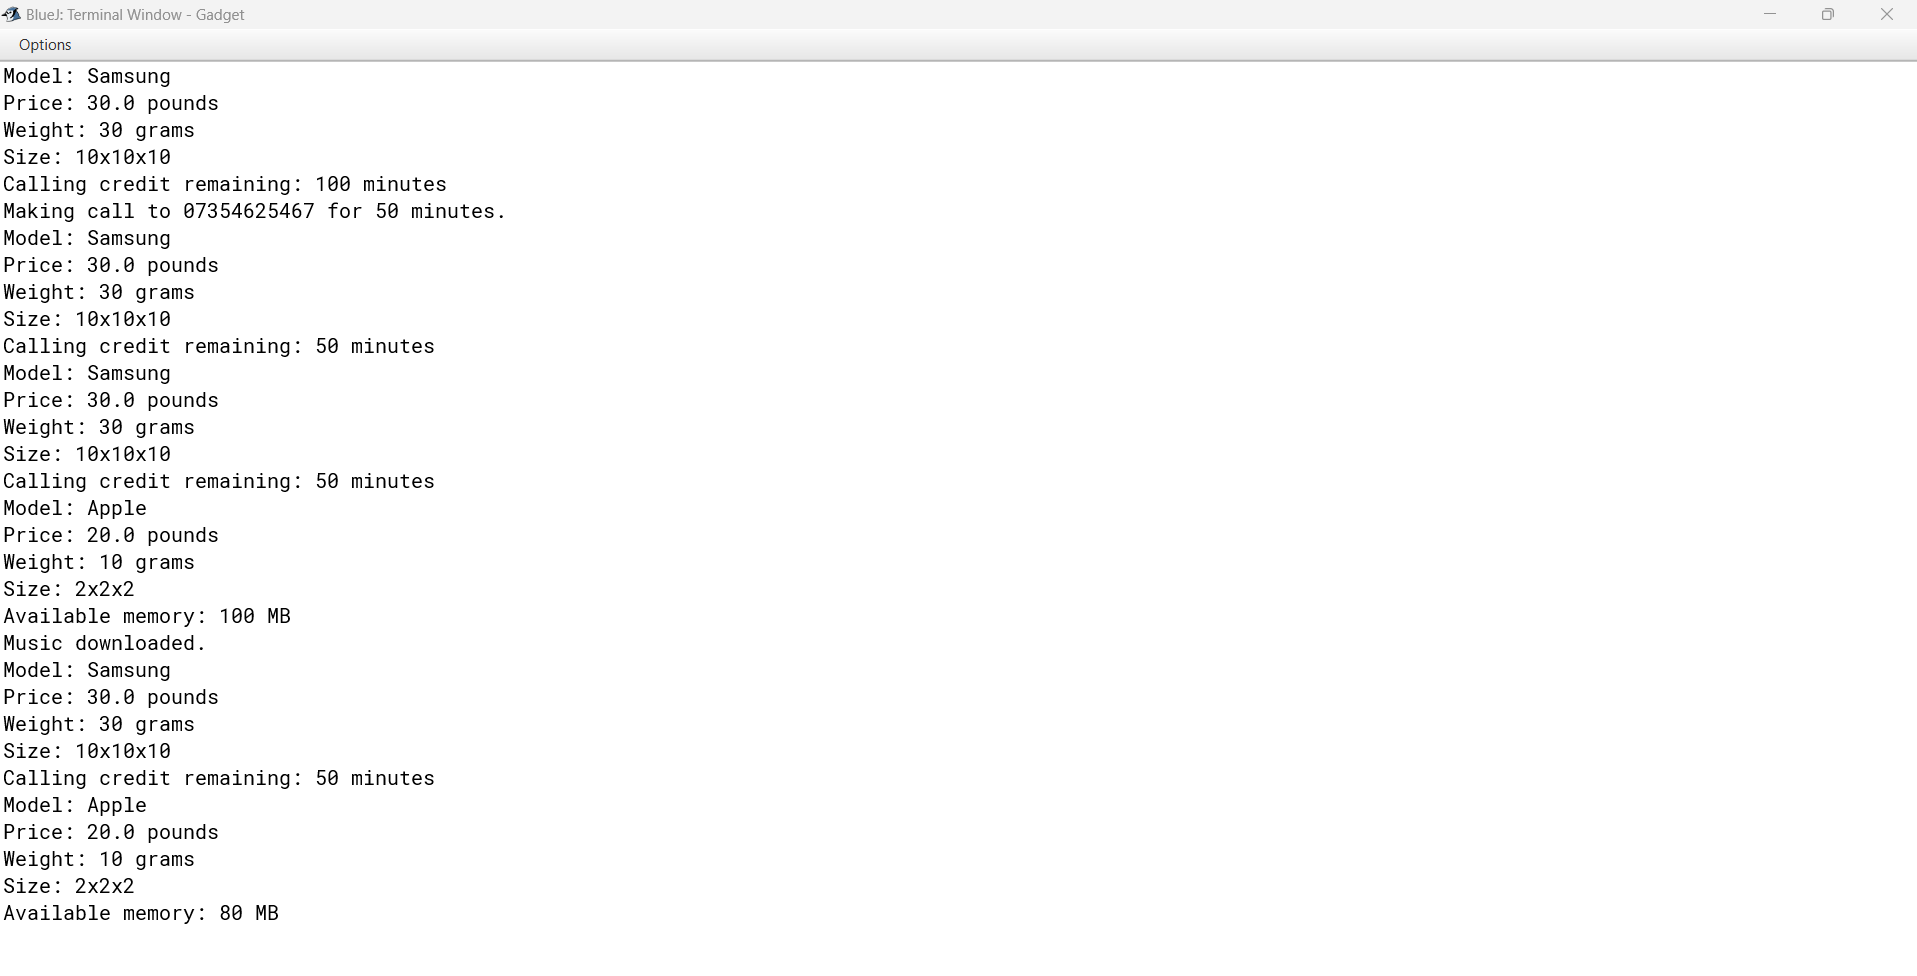 BlueJ: Terminal Window - Gadget
Options
Model: Samsung
Price: 30.0 pounds
Weight: 30 grams
Size: 10x10x10
Calling credit remaining: 100 minutes
Making call to 07354625467 for 50 minutes.
Model: Samsung
Price: 30.0 pounds
Weight: 30 grams
Size: 10x10x10
Calling credit remaining: 50 minutes
Model: Samsung
Price: 30.0 pounds
Weight: 30 grams
Size: 10x10x10
Calling credit remaining: 50 minutes
Model: Apple
Price: 20.0 pounds
Weight: 10 grams
Size: 2x2x2
Available memory: 100 MB
Music downloaded.
Model: Samsung
Price: 30.0 pounds
Weight: 30 grams
Size: 10x10x10
Calling credit remaining: 50 minutes
Model: Apple
Price: 20.0 pounds
Weight: 10 grams
Size: 2x2x2
Available memory: 80 MB